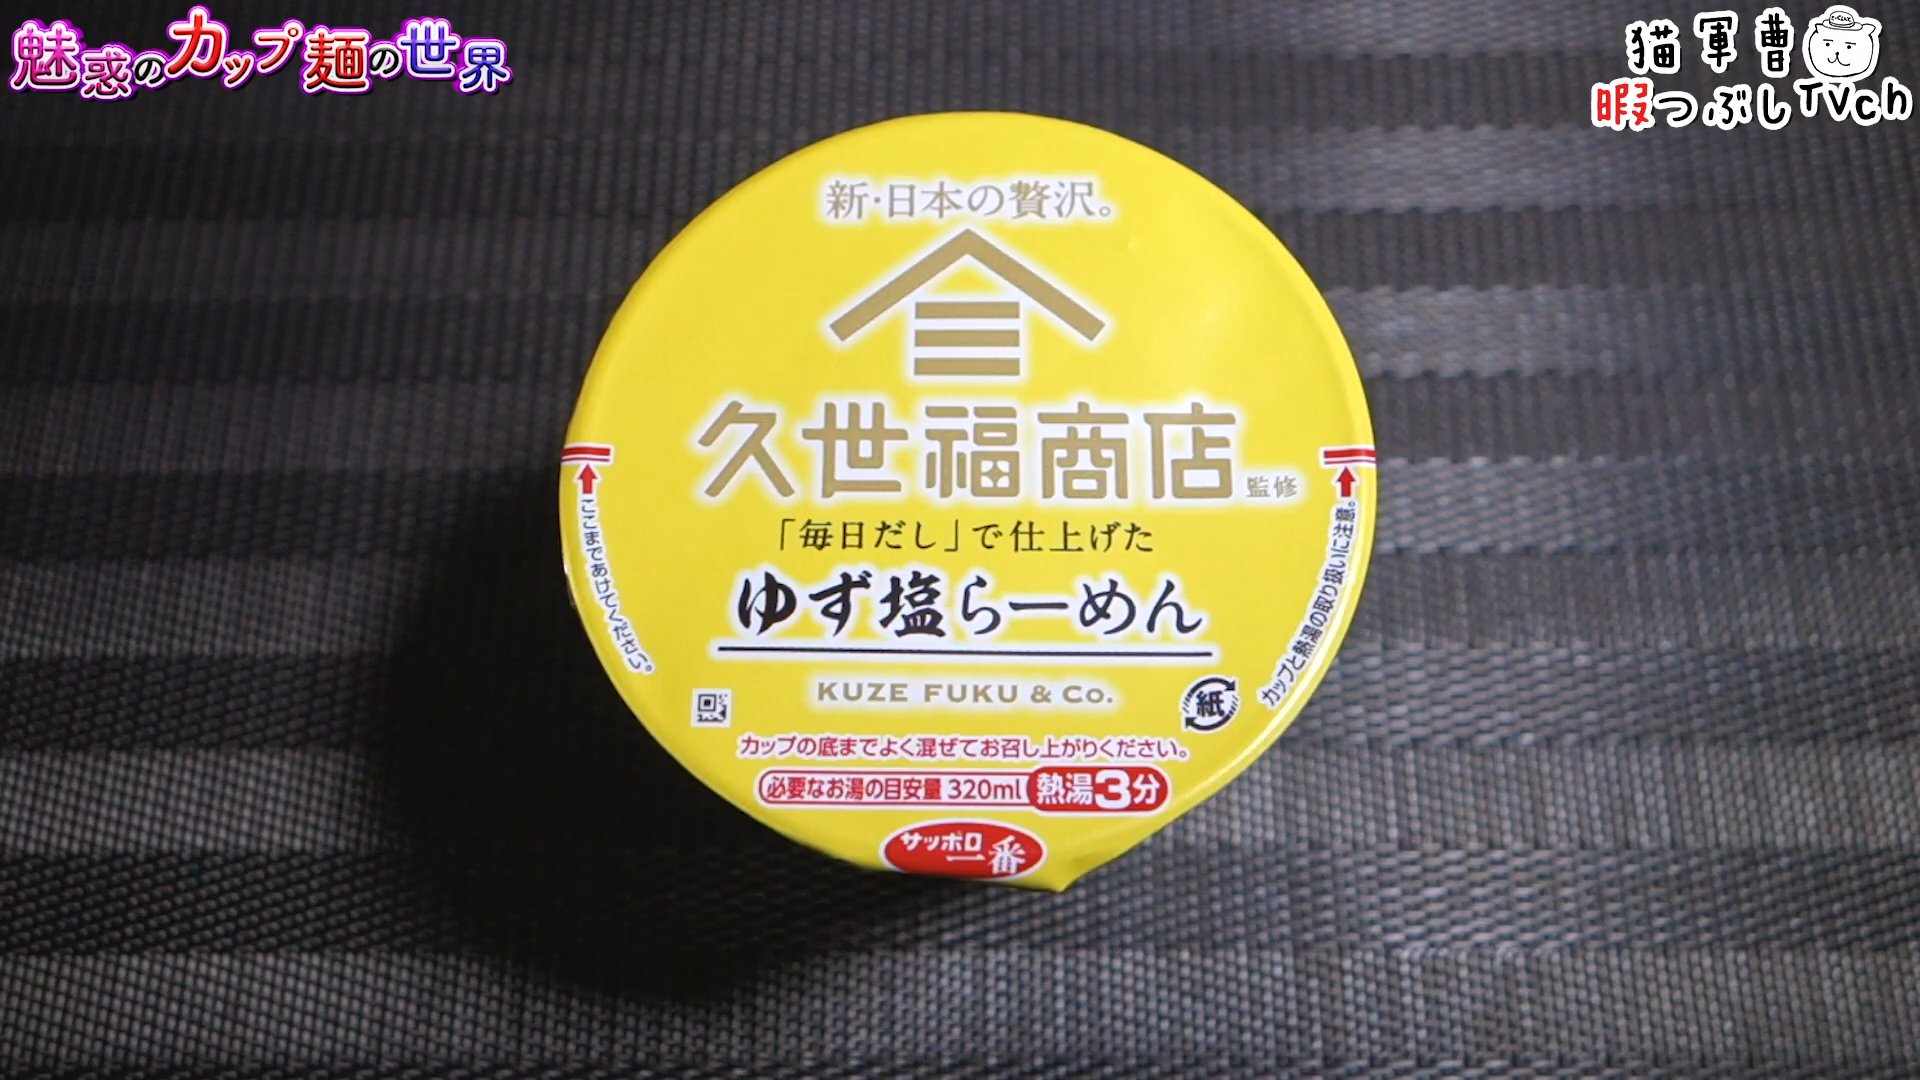 魅惑のカップ麺の世界
猫軍曹
暇つぶしTVch
新・日本の贅沢。
久世福商店監修
「毎日だし」で仕上げた
ゆず塩らーめん
KUZE FUKU & Co.
ここまであけてください。
カップと熱湯の取り扱いに注意。
紙
カップの底までよく混ぜてお召し上がりください。
必要なお湯の目安量 320ml 熱湯3分
サッポロ一番